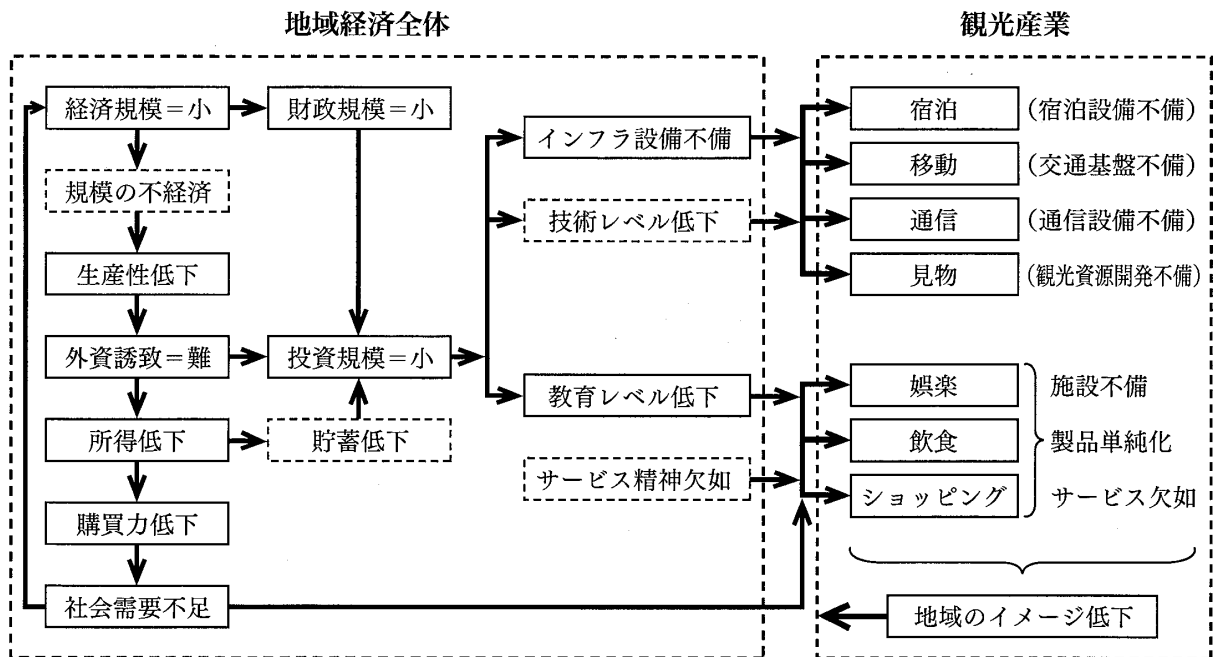 地域経済全体
観光産業
経済規模=小
財政規模=小
規模の不経済
生産性低下
外資誘致=難
投資規模=小
所得低下
貯蓄低下
購買力低下
社会需要不足
インフラ設備不備
技術レベル低下
教育レベル低下
サービス精神欠如
宿泊
(宿泊設備不備)
移動
(交通基盤不備)
通信
(通信設備不備)
見物
(観光資源開発不備)
娯楽
施設不備
飲食
製品単純化
ショッピング
サービス欠如
地域のイメージ低下